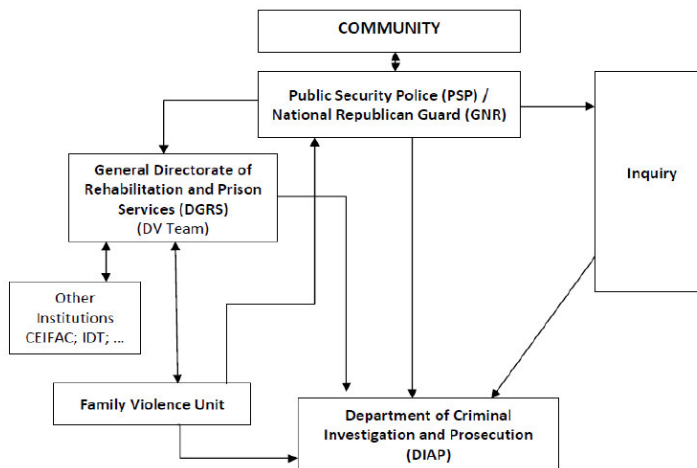 COMMUNITY
Public Security Police (PSP) /
National Republican Guard (GNR)
Inquiry
General Directorate of
Rehabilitation and Prison
Services (DGRS)
(DV Team)
Other
Institutions
CEIFAC; IDT; ...
Family Violence Unit
Department of Criminal
Investigation and Prosecution
(DIAP)